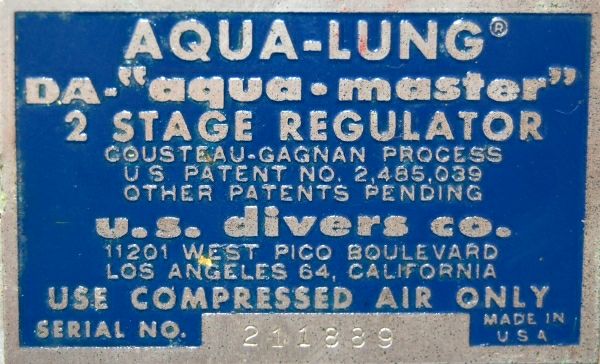 AQUA-LUNG®
DA-"aqua•master"
2 STAGE REGULATOR
COUSTEAU-GAGNAN PROCESS
U.S. PATENT NO. 2,485,039
OTHER PATENTS PENDING
u.s. divers co.
11201 WEST PICO BOULEVARD
LOS ANGELES 64, CALIFORNIA
USE COMPRESSED AIR ONLY
SERIAL NO. 211889
MADE IN
USA